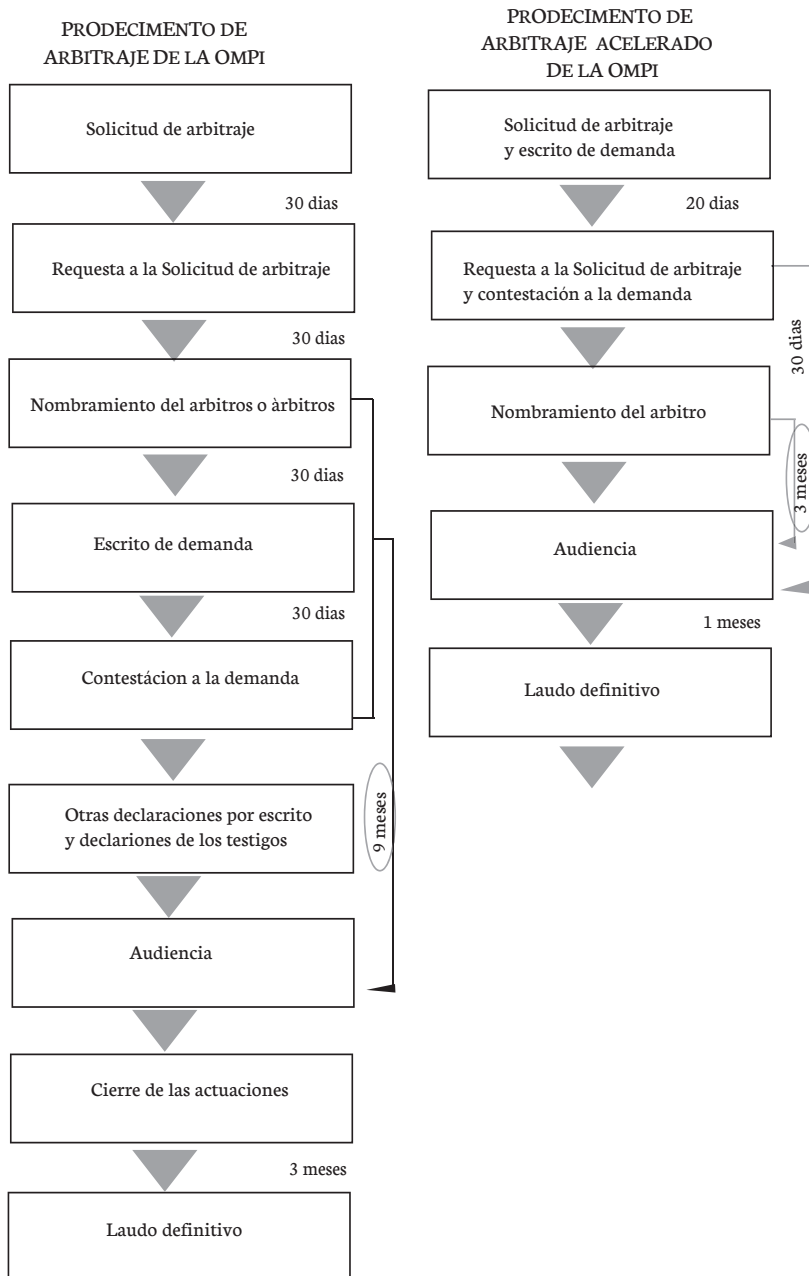 PRODECIMENTO DE
ARBITRAJE DE LA OMPI
Solicitud de arbitraje
30 dias
Requesta a la Solicitud de arbitraje
30 dias
Nombramiento del arbitros o àrbitros
30 dias
Escrito de demanda
30 dias
Contestácion a la demanda
Otras declaraciones por escrito
y declariones de los testigos
9 meses
Audiencia
Cierre de las actuaciones
3 meses
Laudo definitivo
PRODECIMENTO DE
ARBITRAJE ACELERADO
DE LA OMPI
Solicitud de arbitraje
y escrito de demanda
20 dias
Requesta a la Solicitud de arbitraje
y contestación a la demanda
30 dias
Nombramiento del arbitro
3 meses
Audiencia
1 meses
Laudo definitivo